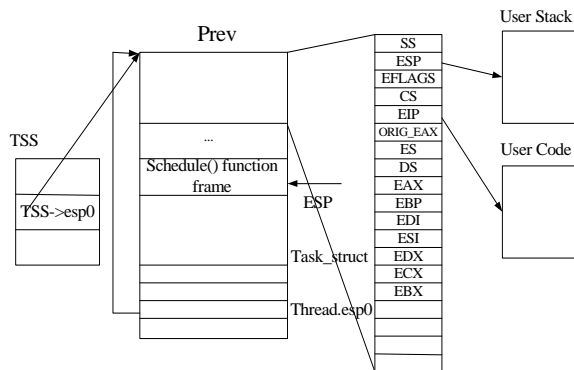 User Stack
Prev
SS
ESP
EFLAGS
CS
EIP
ORIG_EAX
ES
DS
EAX
EBP
EDI
ESI
EDX
ECX
EBX
User Code
TSS
TSS->esp0
...
Schedule() function
frame
ESP
Task_struct
Thread.esp0